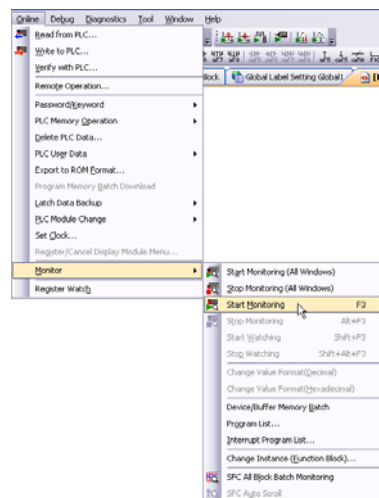 Online Debug Diagnostics Tool Window Help
Read from PLC...
Write to PLC...
Verify with PLC...
Remote Operation...
Password/Keyword
PLC Memory Operation
Delete PLC Data...
PLC User Data
Export to ROM Format...
Program Memory Batch Download
Latch Data Backup
PLC Module Change
Set Clock...
Register/Cancel Display Module Menu...
Monitor
Register Watch
lock Global Label Setting Global1
Start Monitoring (All Windows)
Stop Monitoring (All Windows)
Start Monitoring F3
Stop Monitoring Alt+F3
Start Watching Shift+F3
Stop Watching Shift+Alt+F3
Change Value Format(Decimal)
Change Value Format(Hexadecimal)
Device/Buffer Memory Batch
Program List...
Interrupt Program List...
Change Instance (Function Block)...
SFC All Block Batch Monitoring
SFC Auto Scroll